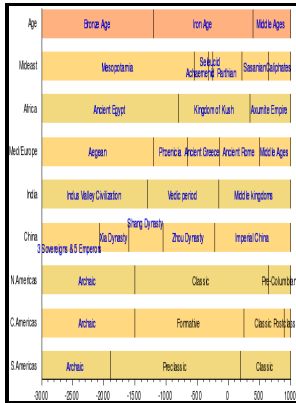 Age Bronze Age Iron Age Middle Ages
Mideast Mesopotamia Achaemenid Seleucid Parthian Sasanian Caliphates
Africa Ancient Egypt Kingdom of Kush Axumite Empire
Med/Europe Aegean Phoenicia Ancient Greece Ancient Rome Middle Ages
India Indus Valley Civilization Vedic period Middle kingdoms
China 3 Sovereigns & 5 Emperors Xia Dynasty Shang Dynasty Zhou Dynasty Imperial China
N.Americas Archaic Classic Pre-Columbian
C.Americas Archaic Formative Classic Postclass
S.Americas Archaic Preclassic Classic
-3000 -2500 -2000 -1500 -1000 -500 0 500 1000